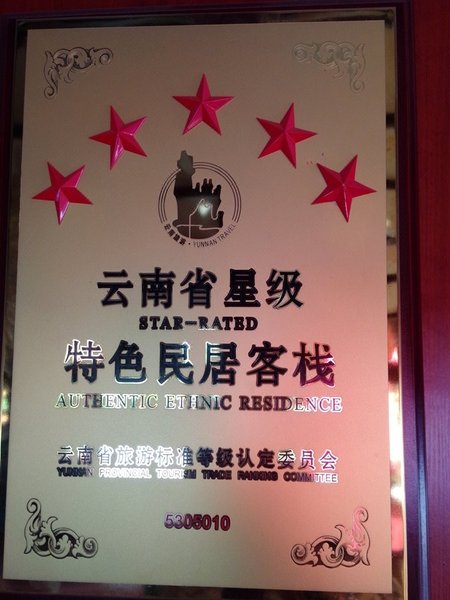 云南旅游·YUNNAN TRAVEL
云南省星级
STAR-RATED
特色民居客栈
AUTHENTIC ETHNIC RESIDENCE
云南省旅游标准等级认定委员会
YUNNAN PROVINCIAL TOURISM TRADE RANKING COMMITTEE
5305010